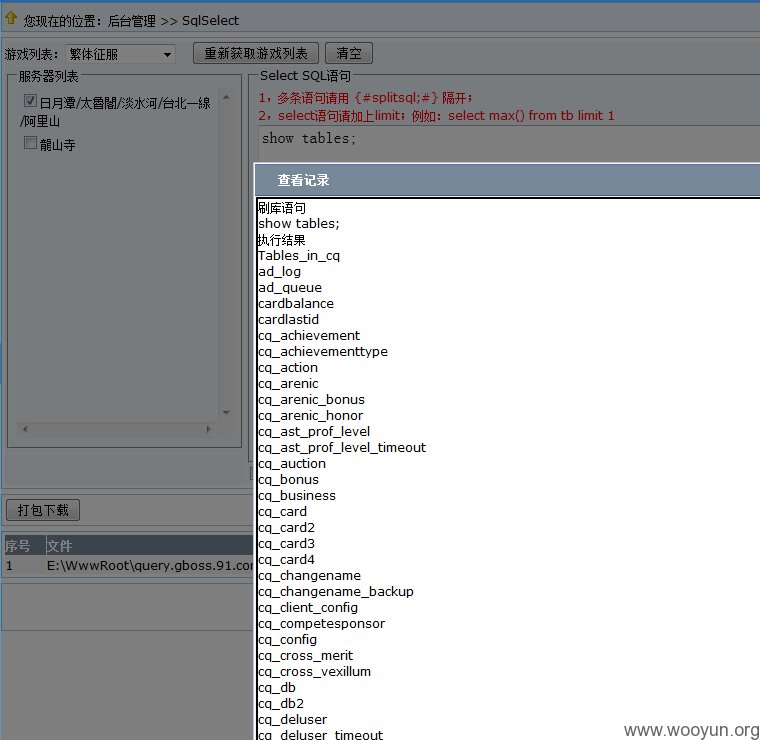 您现在的位置：后台管理 >> SqlSelect
游戏列表： 繁体征服 重新获取游戏列表 清空
服务器列表
日月潭/太魯閣/淡水河/台北一線
/阿里山
龍山寺
Select SQL语句
1，多条语句请用 {#splitsql;#} 隔开；
2，select语句请加上limit；例如：select max() from tb limit 1
show tables;
查看记录
刷库语句
show tables;
执行结果
Tables_in_cq
ad_log
ad_queue
cardbalance
cardlastid
cq_achievement
cq_achievementtype
cq_action
cq_arenic
cq_arenic_bonus
cq_arenic_honor
cq_ast_prof_level
cq_ast_prof_level_timeout
cq_auction
cq_bonus
cq_business
cq_card
cq_card2
cq_card3
cq_card4
cq_changename
cq_changename_backup
cq_client_config
cq_competesponsor
cq_config
cq_cross_merit
cq_cross_vexillum
cq_db
cq_db2
cq_deluser
cq_deluser_timeout
打包下载
序号 文件
1 E:\WwwRoot\query.gboss.91.co
www.wooyun.org